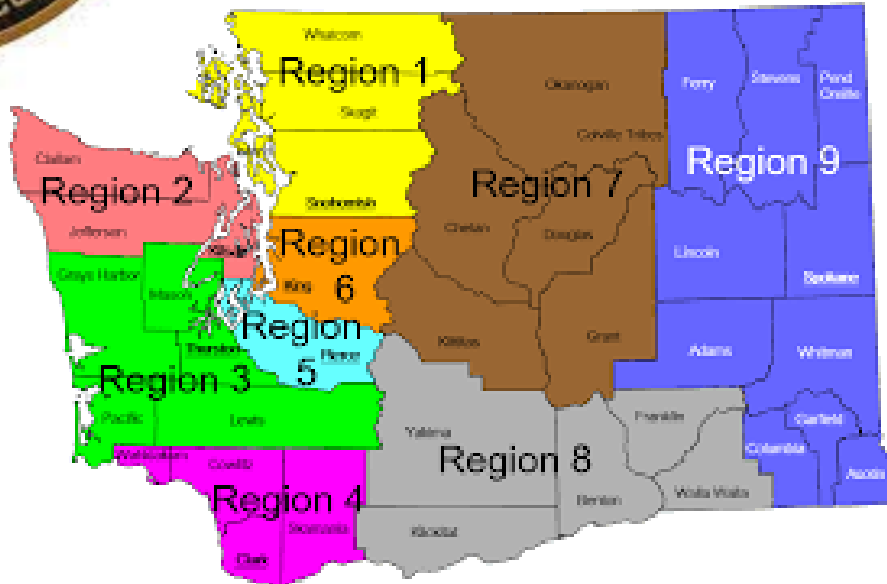 Whatcom
Region 1
Skagit
Snohomish
Okanogan
Colville Tribes
Ferry
Stevens
Pend
Oreille
Region 9
Clallam
Region 2
Jefferson
Region 7
Chelan
Douglas
Lincoln
Spokane
Region
6
King
Grays Harbor
Mason
Region
5
Pierce
Thurston
Kittitas
Grant
Adams
Whitman
Region 3
Pacific
Lewis
Wahkiakum
Cowlitz
Region 4
Skamania
Clark
Yakima
Region 8
Klickitat
Benton
Franklin
Walla Walla
Columbia
Garfield
Asotin